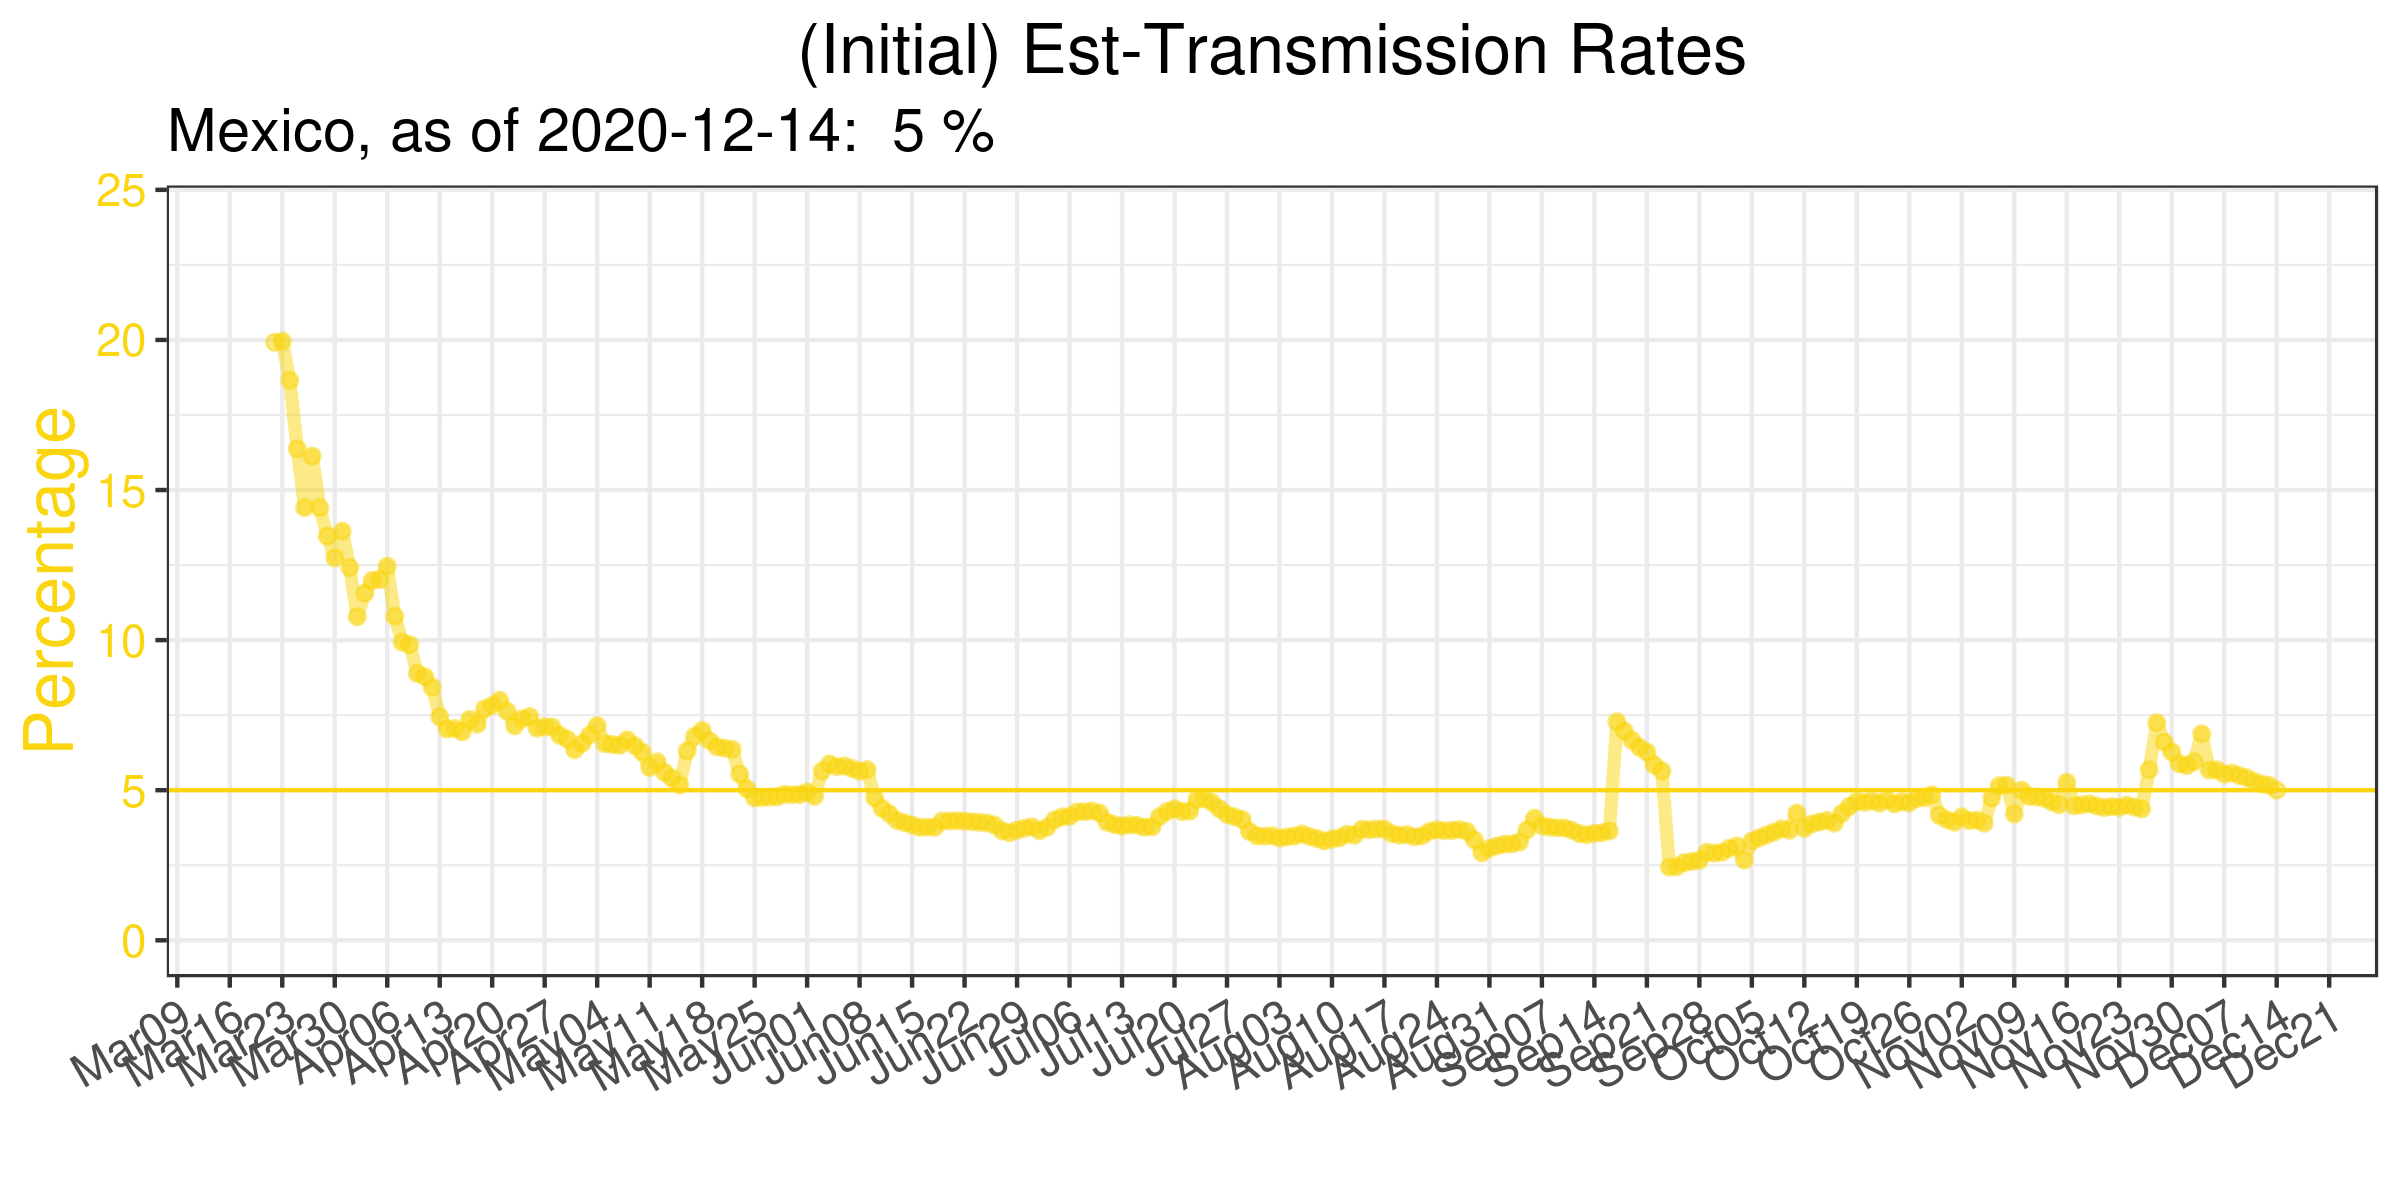 (Initial) Est-Transmission Rates
Mexico, as of 2020-12-14:  5 %
Percentage
25
20
15
10
5
0
Mar09
Mar16
Mar23
Mar30
Apr06
Apr13
Apr20
Apr27
May04
May11
May18
May25
Jun01
Jun08
Jun15
Jun22
Jun29
Jul06
Jul13
Jul20
Jul27
Aug03
Aug10
Aug17
Aug24
Aug31
Sep07
Sep14
Sep21
Sep28
Oct05
Oct12
Oct19
Oct26
Nov02
Nov09
Nov16
Nov23
Nov30
Dec07
Dec14
Dec21